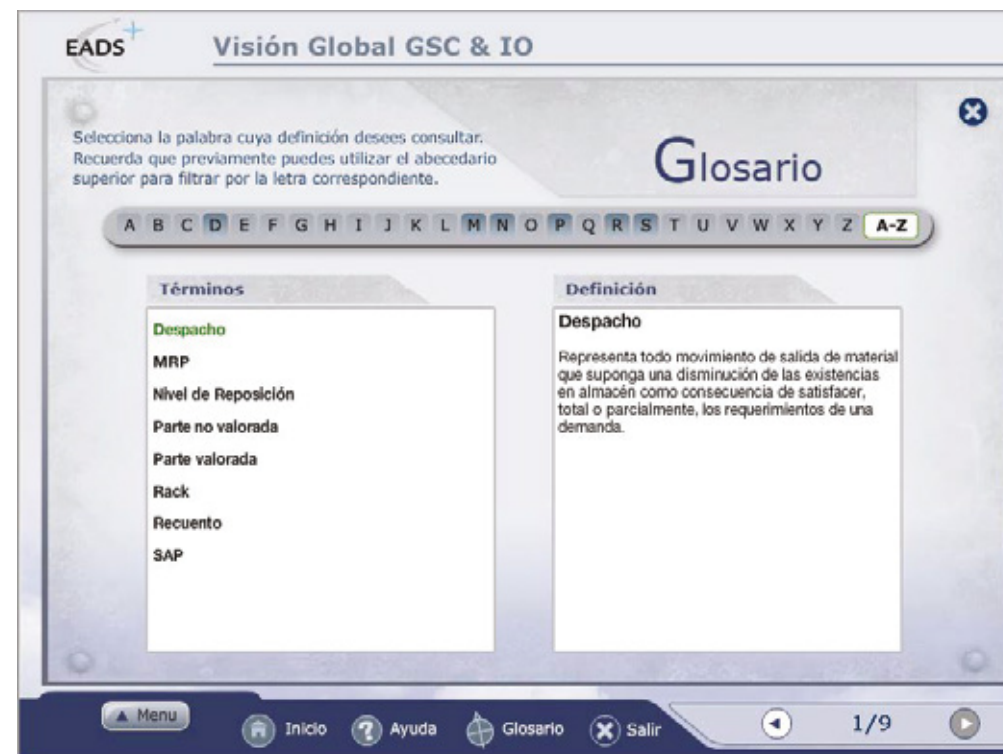 EADS
Visión Global GSC & IO
Selecciona la palabra cuya definición desees consultar.
Recuerda que previamente puedes utilizar el abecedario
superior para filtrar por la letra correspondiente.
Glosario
A B C D E F G H I J K L M N O P Q R S T U V W X Y Z A-Z
Términos
Despacho
MRP
Nivel de Reposición
Parte no valorada
Parte valorada
Rack
Recuento
SAP
Definición
Despacho
Representa todo movimiento de salida de material
que suponga una disminución de las existencias
en almacén como consecuencia de satisfacer,
total o parcialmente, los requerimientos de una
demanda.
Menu
Inicio
Ayuda
Glosario
Salir
1/9